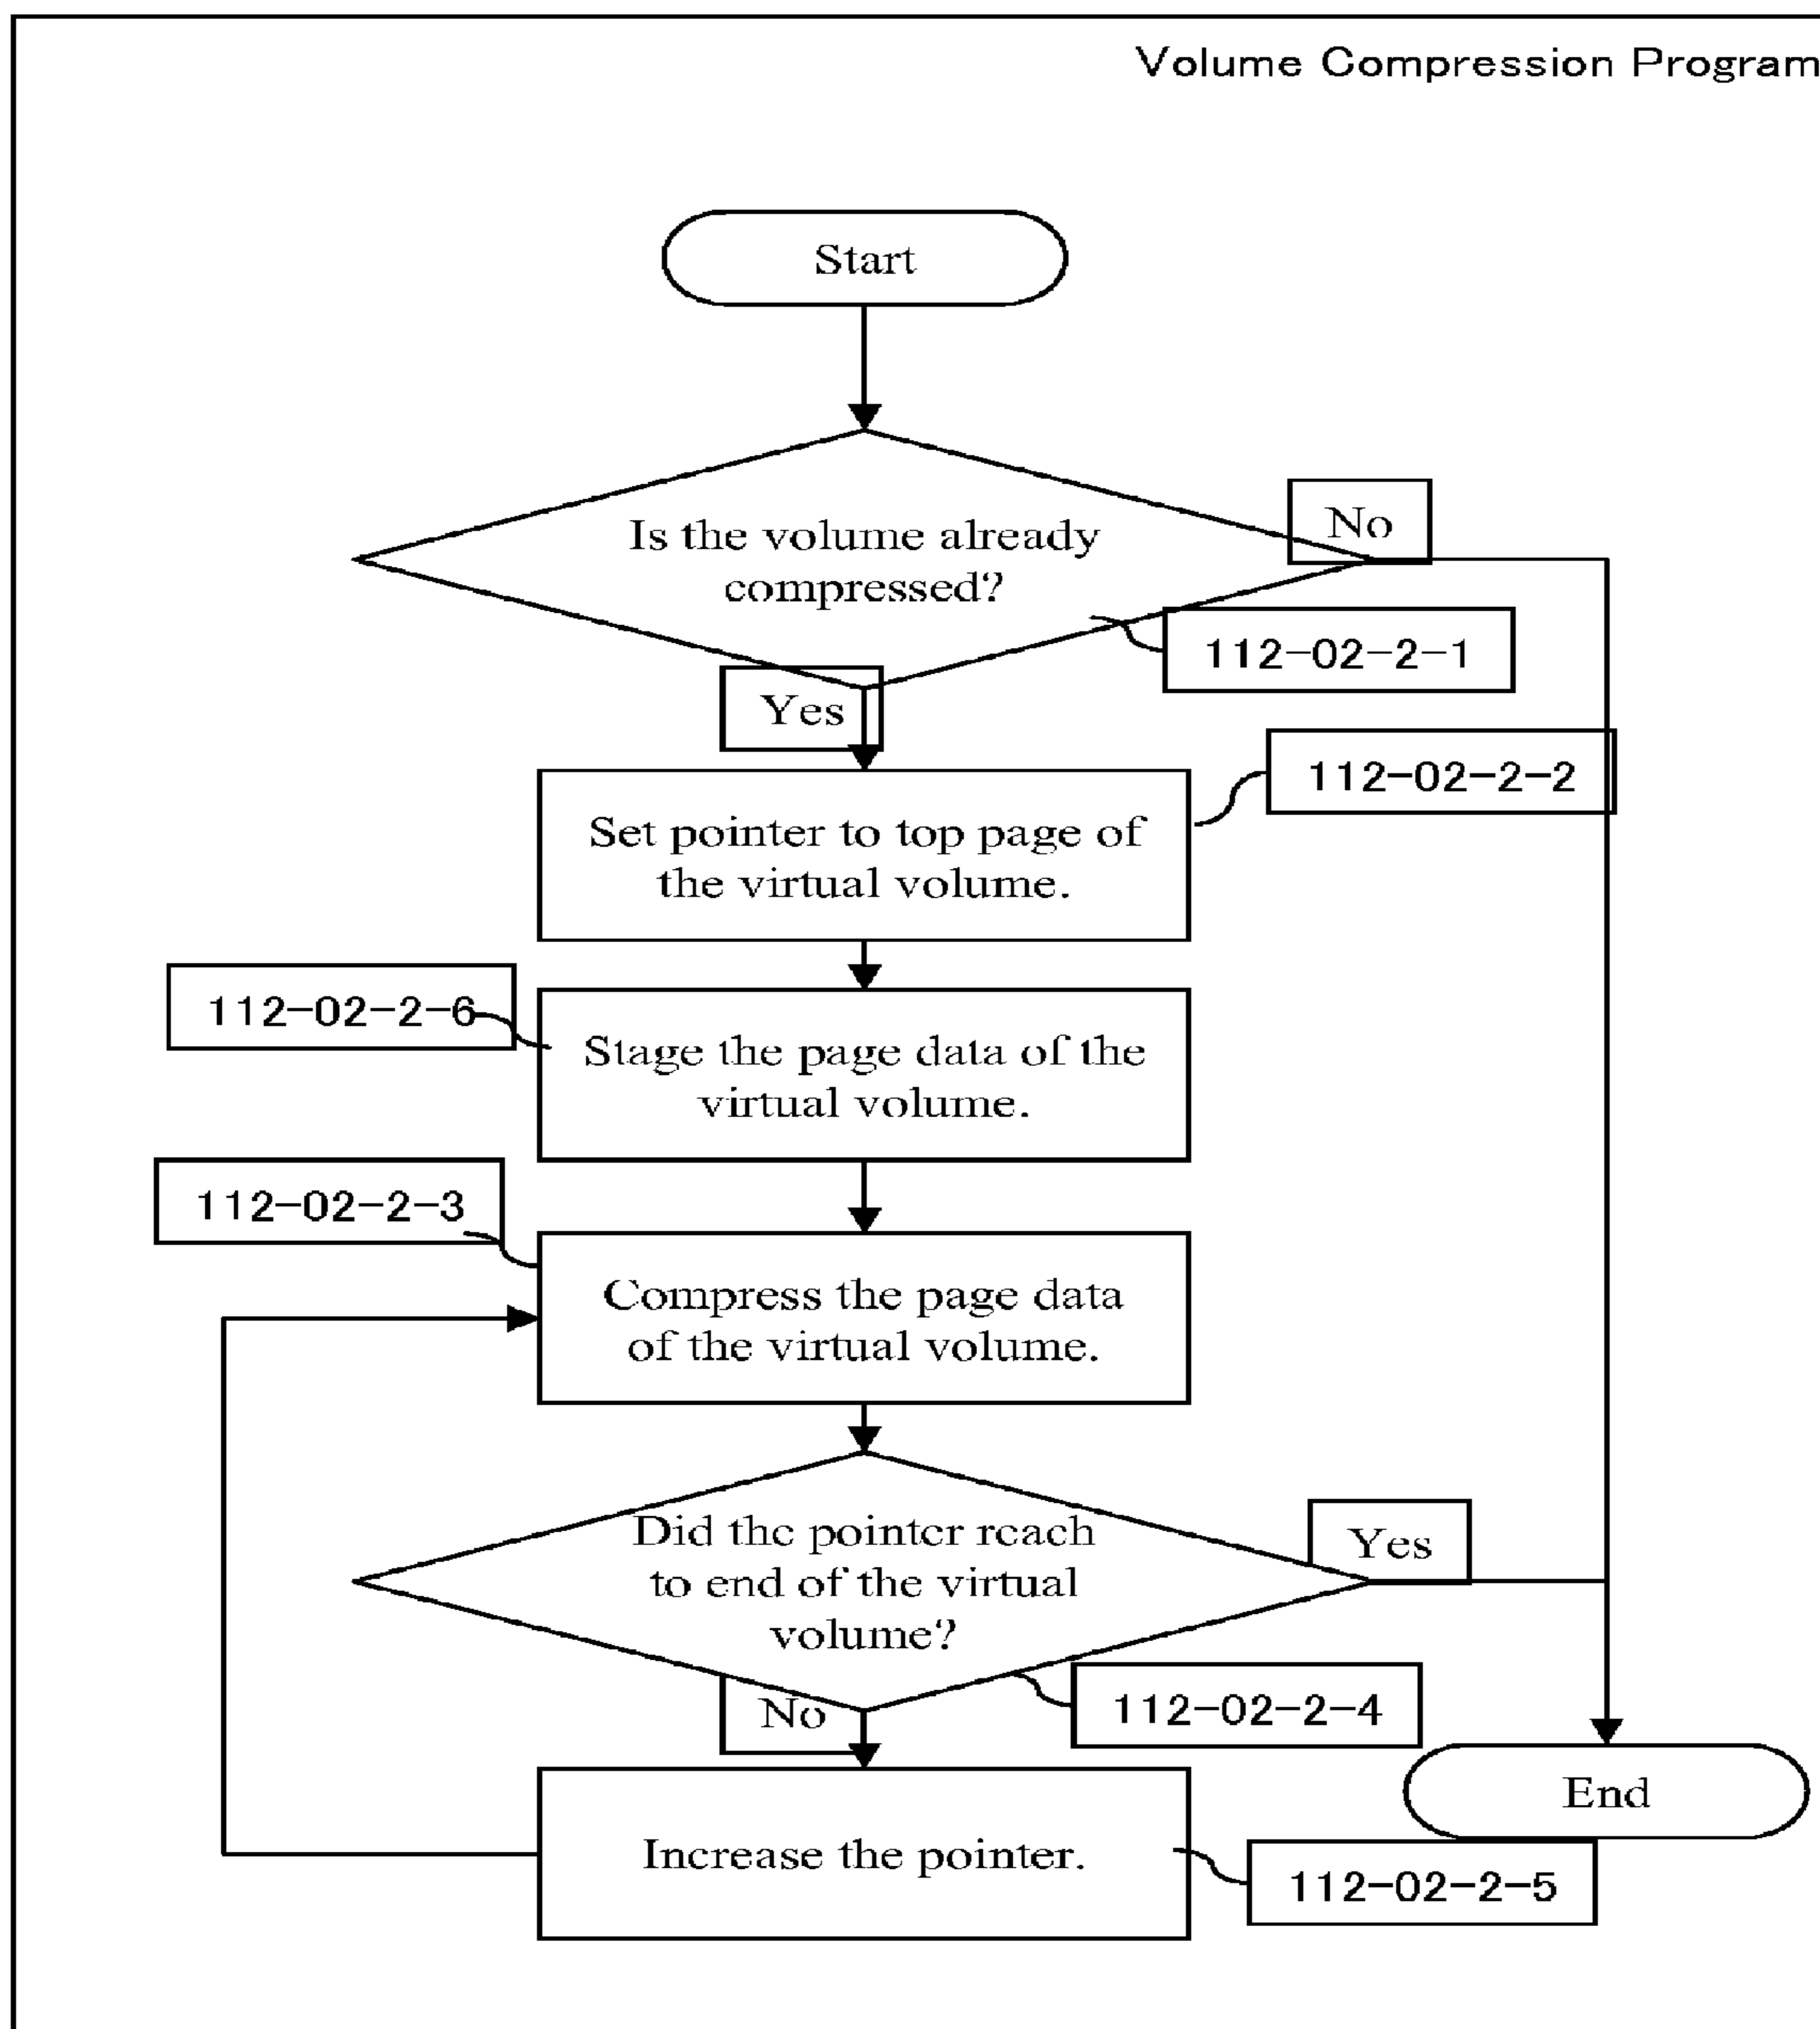 Volume Compression Program
Start
Is the volume already
compressed?
No
112-02-2-1
Yes
112-02-2-2
Set pointer to top page of
the virtual volume.
112-02-2-6
Stage the page data of the
virtual volume.
112-02-2-3
Compress the page data
of the virtual volume.
Did the pointer reach
to end of the virtual
volume?
Yes
No
112-02-2-4
End
Increase the pointer.
112-02-2-5